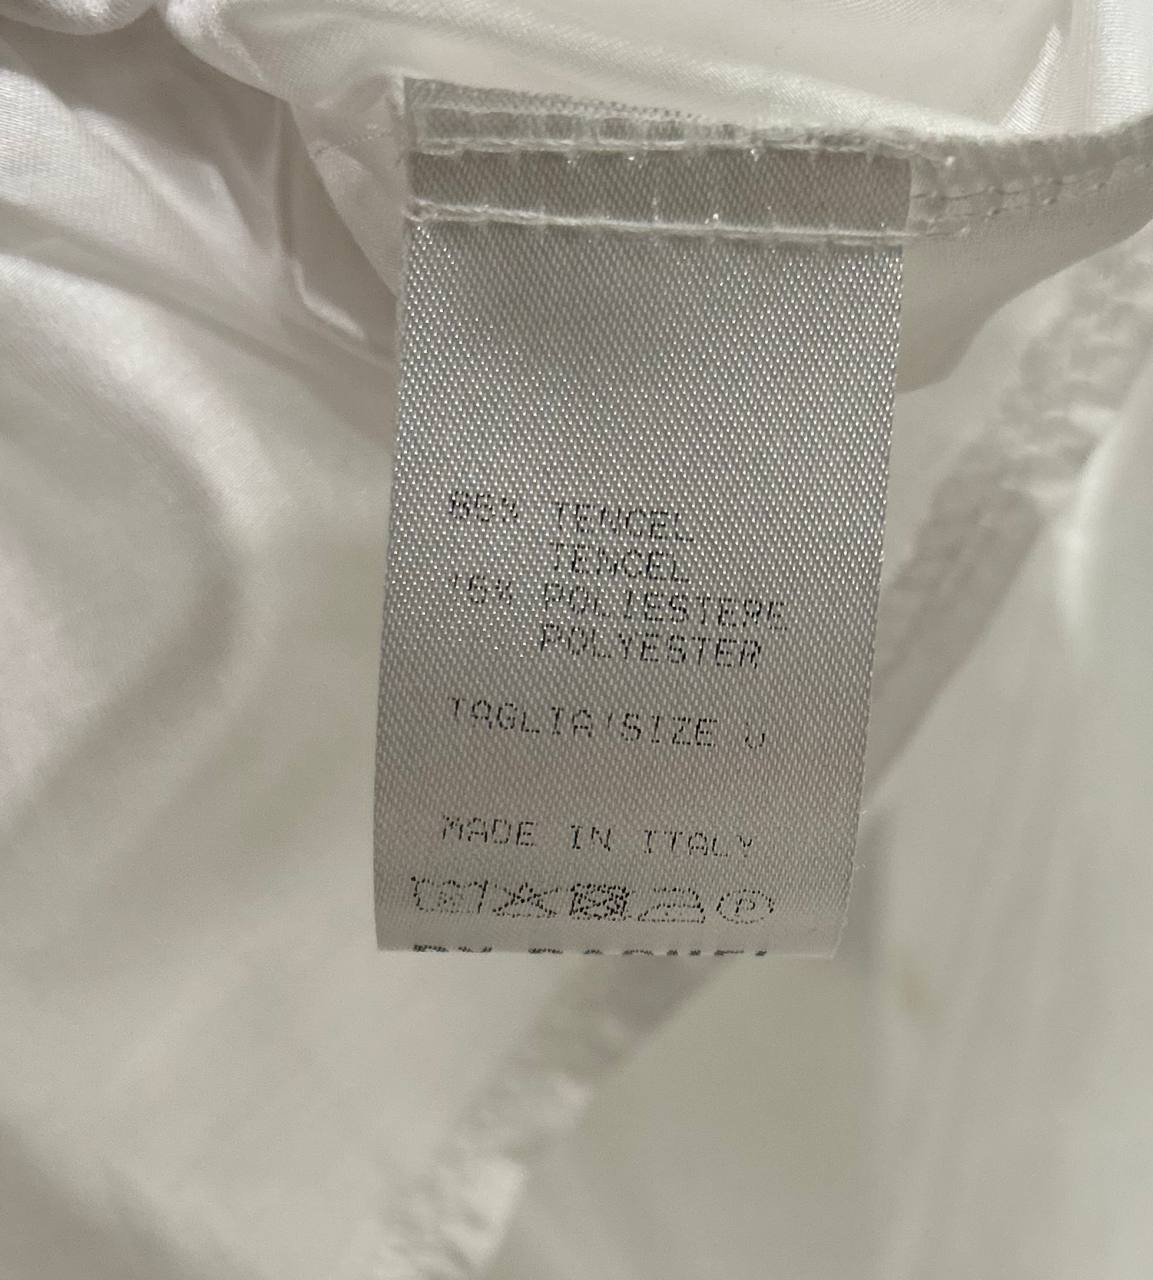 85% TENCEL
TENCEL
15% POLIESTERE
POLYESTER
TAGLIA/SIZE U
MADE IN ITALY
P